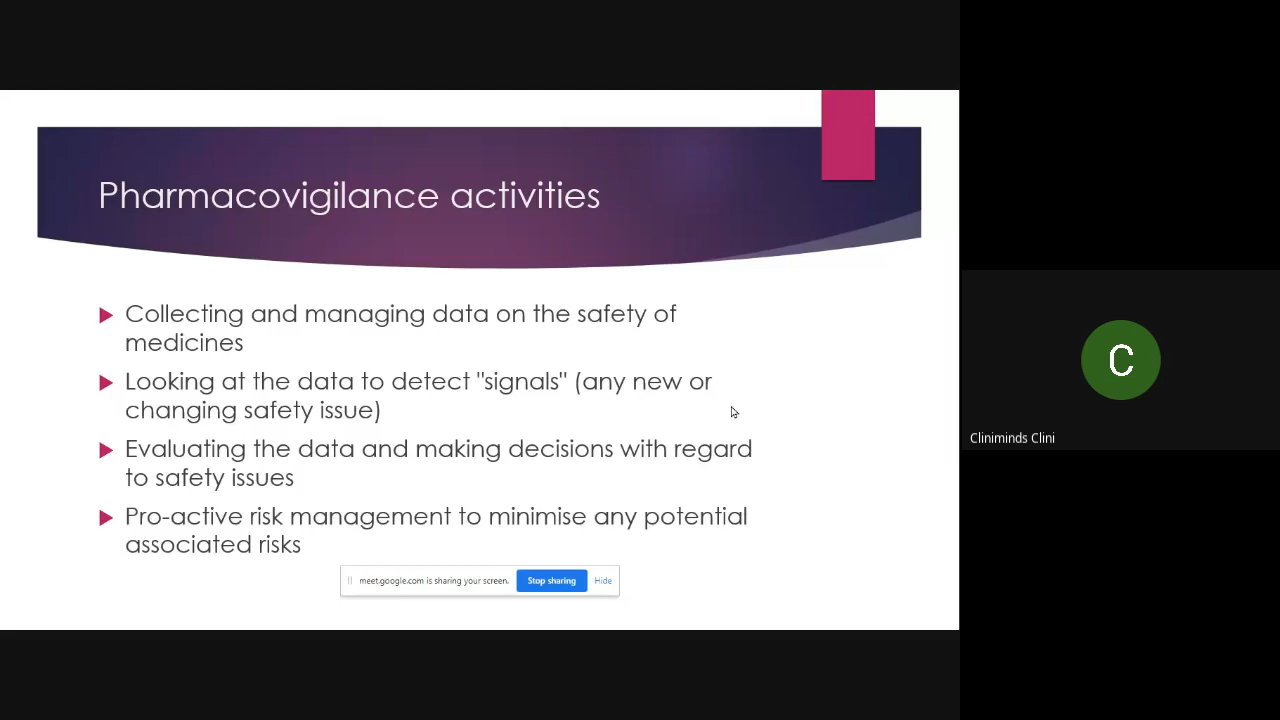 Pharmacovigilance activities
Collecting and managing data on the safety of
medicines
Looking at the data to detect "signals" (any new or
changing safety issue)
Evaluating the data and making decisions with regard
to safety issues
Pro-active risk management to minimise any potential
associated risks
meet.google.com is sharing your screen. Stop sharing Hide
C
Cliniminds Clini